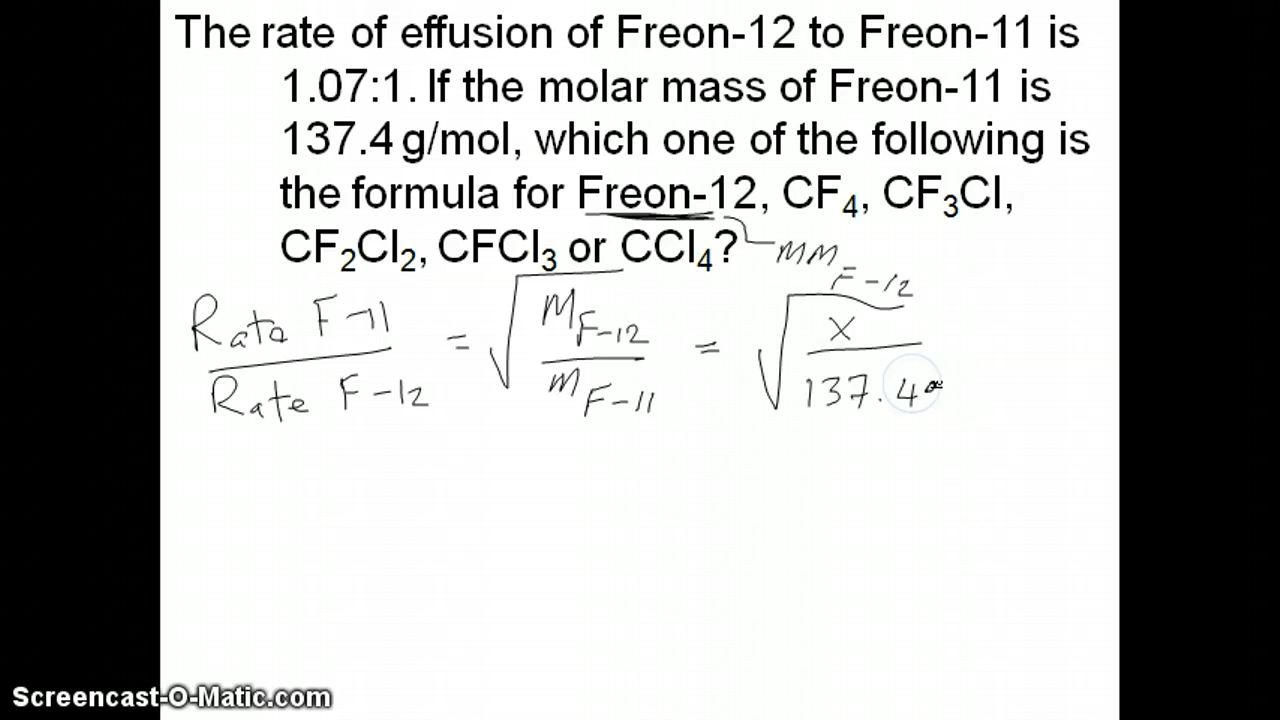 The rate of effusion of Freon-12 to Freon-11 is
1.07:1. If the molar mass of Freon-11 is
137.4 g/mol, which one of the following is
the formula for Freon-12, CF₄, CF₃Cl,
CF₂Cl₂, CFCl₃ or CCl₄?
MM F-12
Rate F-11 / Rate F-12 = √(M F-12 / M F-11) = √(X / 137.4)
Screencast-O-Matic.com